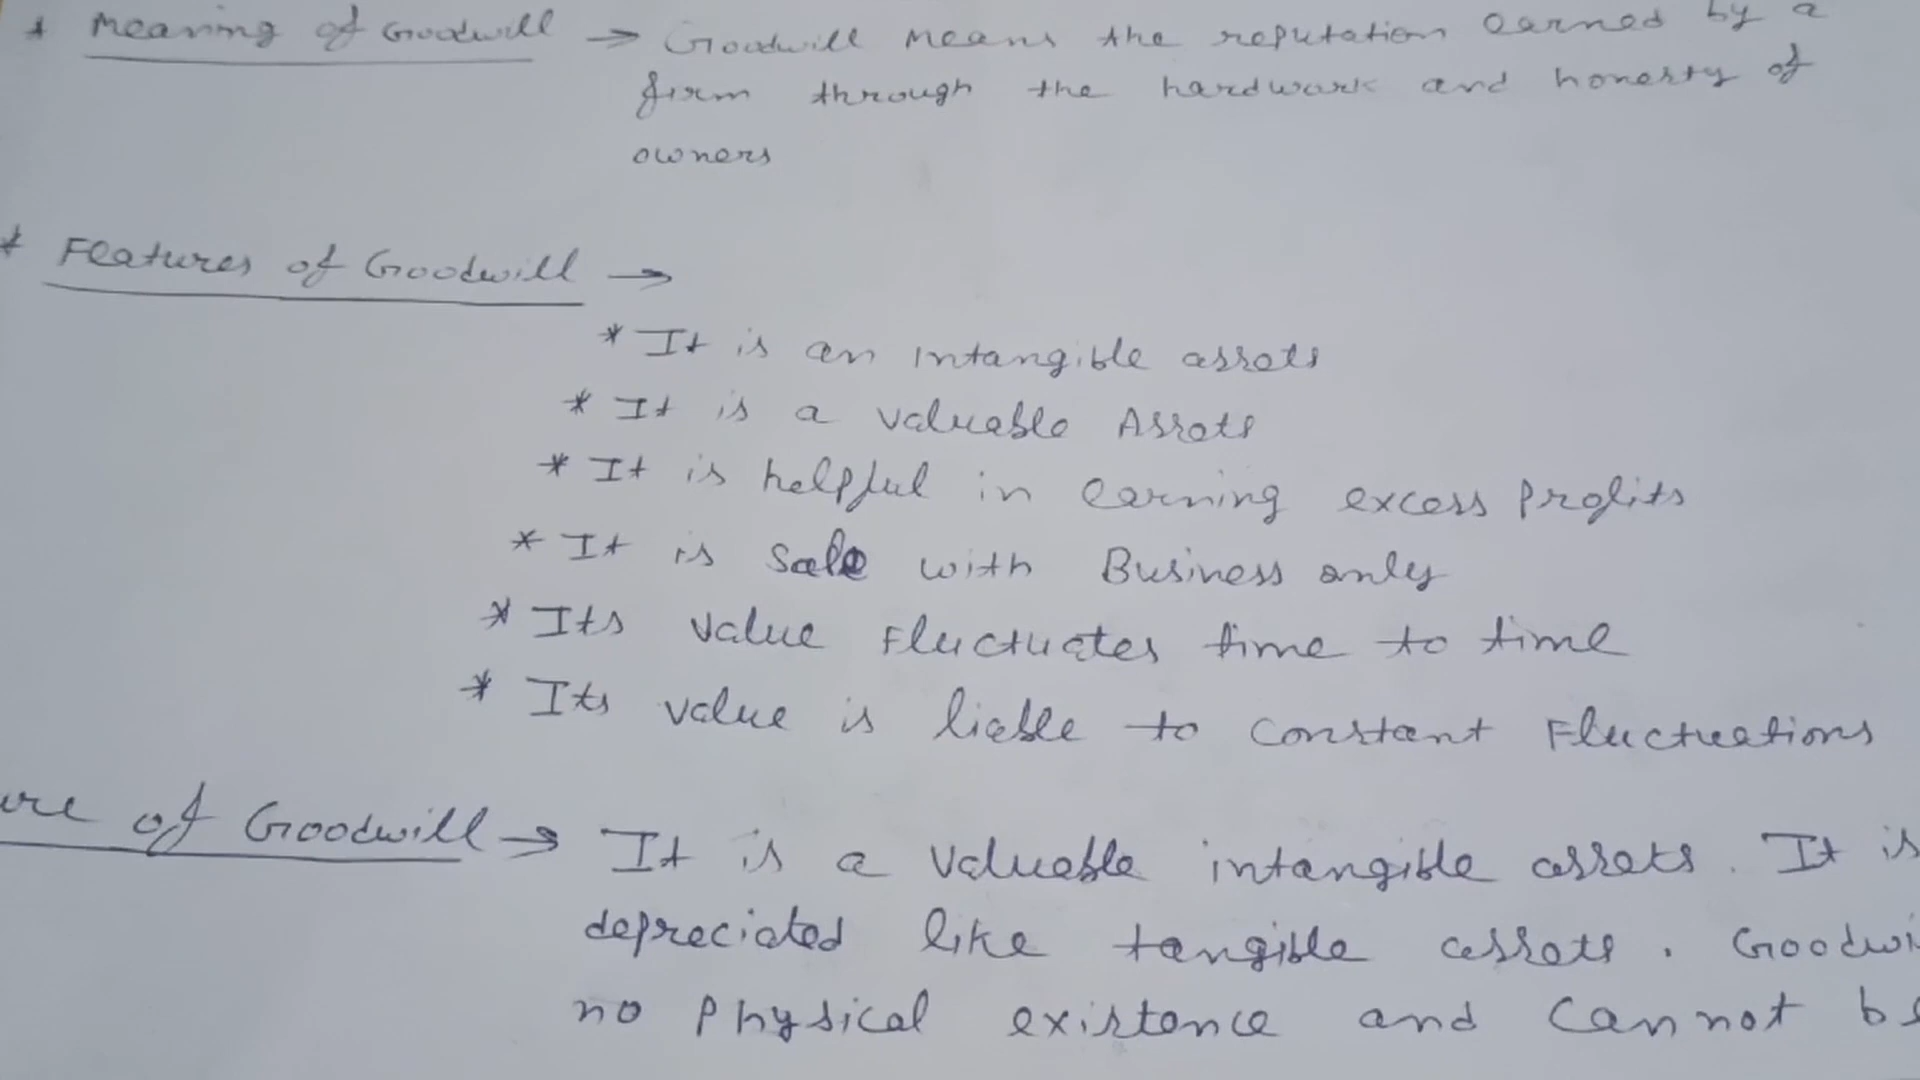 * Meaning of Goodwill → Goodwill means the reputation earned by a
firm through the hardwork and honesty of
owners
* Features of Goodwill →
* It is an intangible assets
* It is a valuable Assets
* It is helpful in earning excess Profits
* It is Sale with Business only
* Its value Fluctuates time to time
* Its value is liable to constant Fluctuations
ure of Goodwill → It is a valuable intangible assets. It is
depreciated like tangible assets. Goodwi
no Physical existence and Cannot be